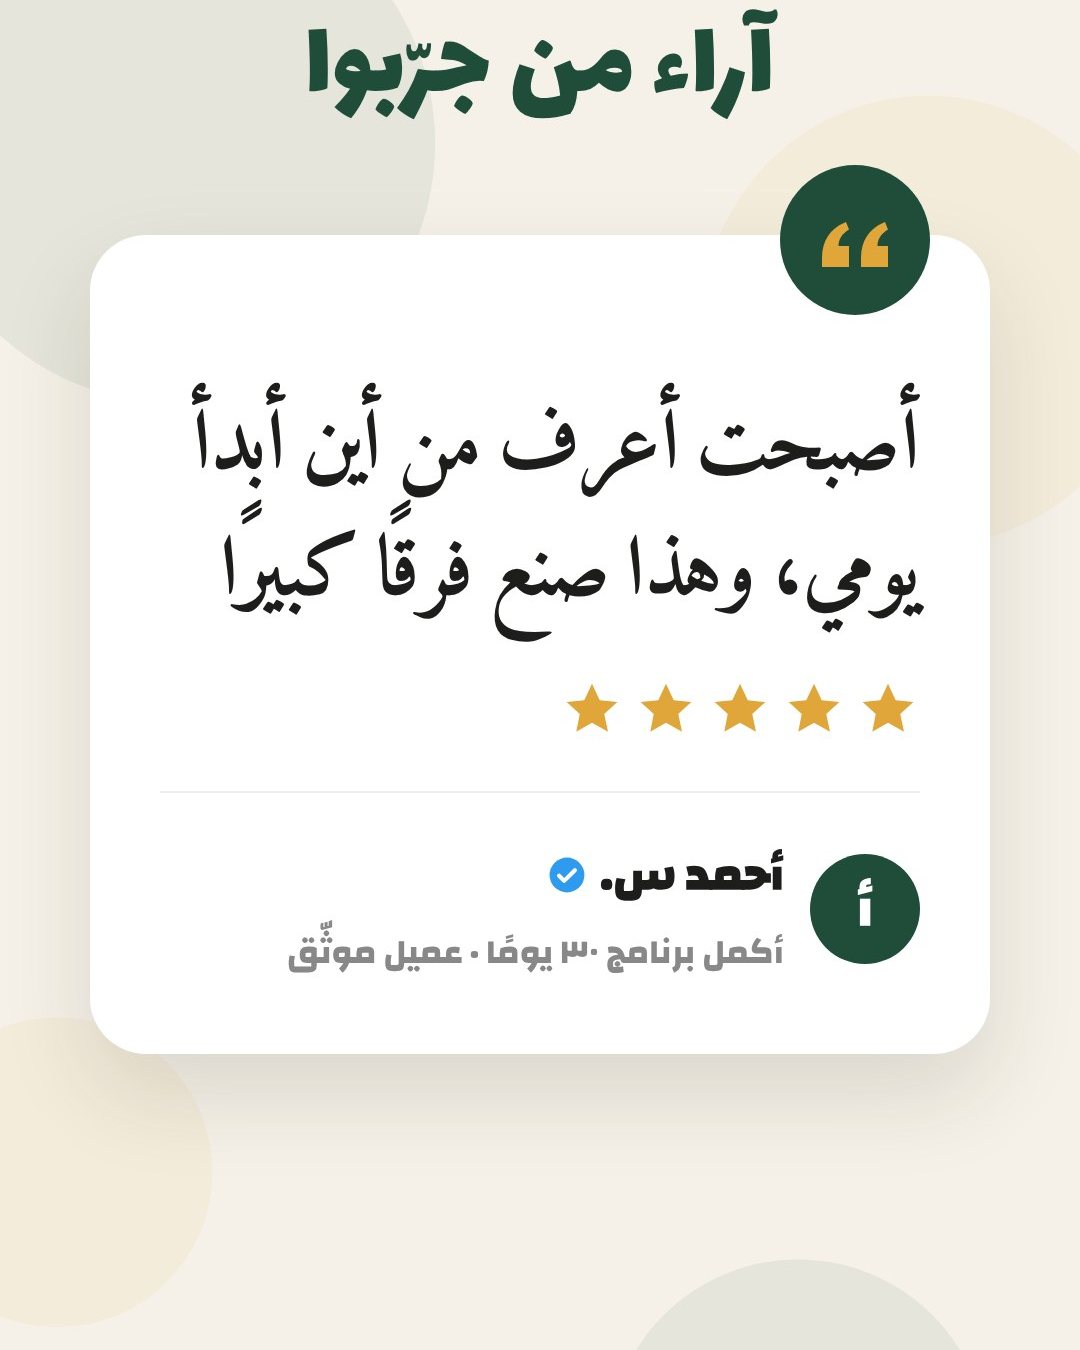 آراء من جرّبوا
“
أصبحت أعرف من أين أبدأ
يومي، وهذا صنع فرقًا كبيرًا
أ
أحمد س.
أكمل برنامج ٣٠ يومًا · عميل موثّق